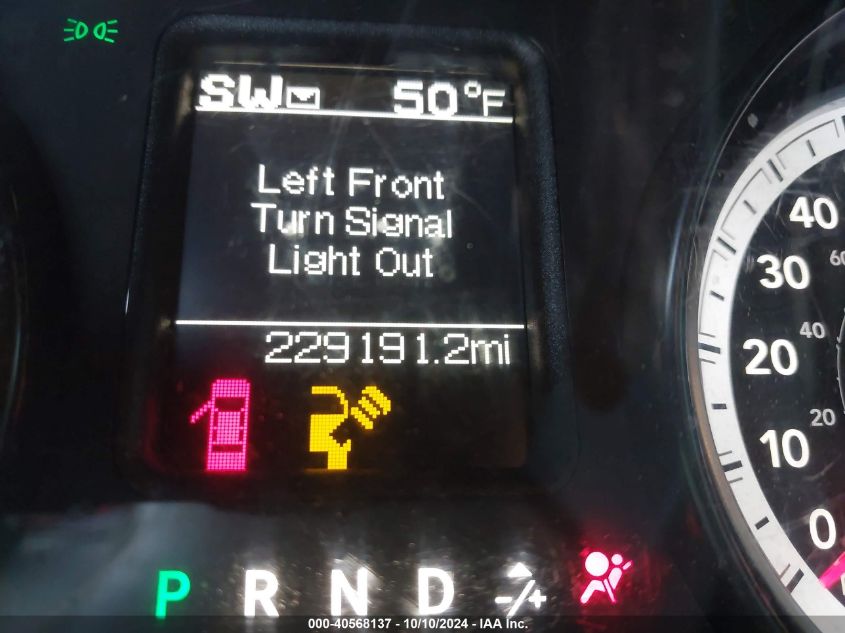 SW 50°F
Left Front
Turn Signal
Light Out
229191.2mi
40
60
30
40
20
20
10
0
P R N D -/+
000-40568137 - 10/10/2024 - IAA Inc.